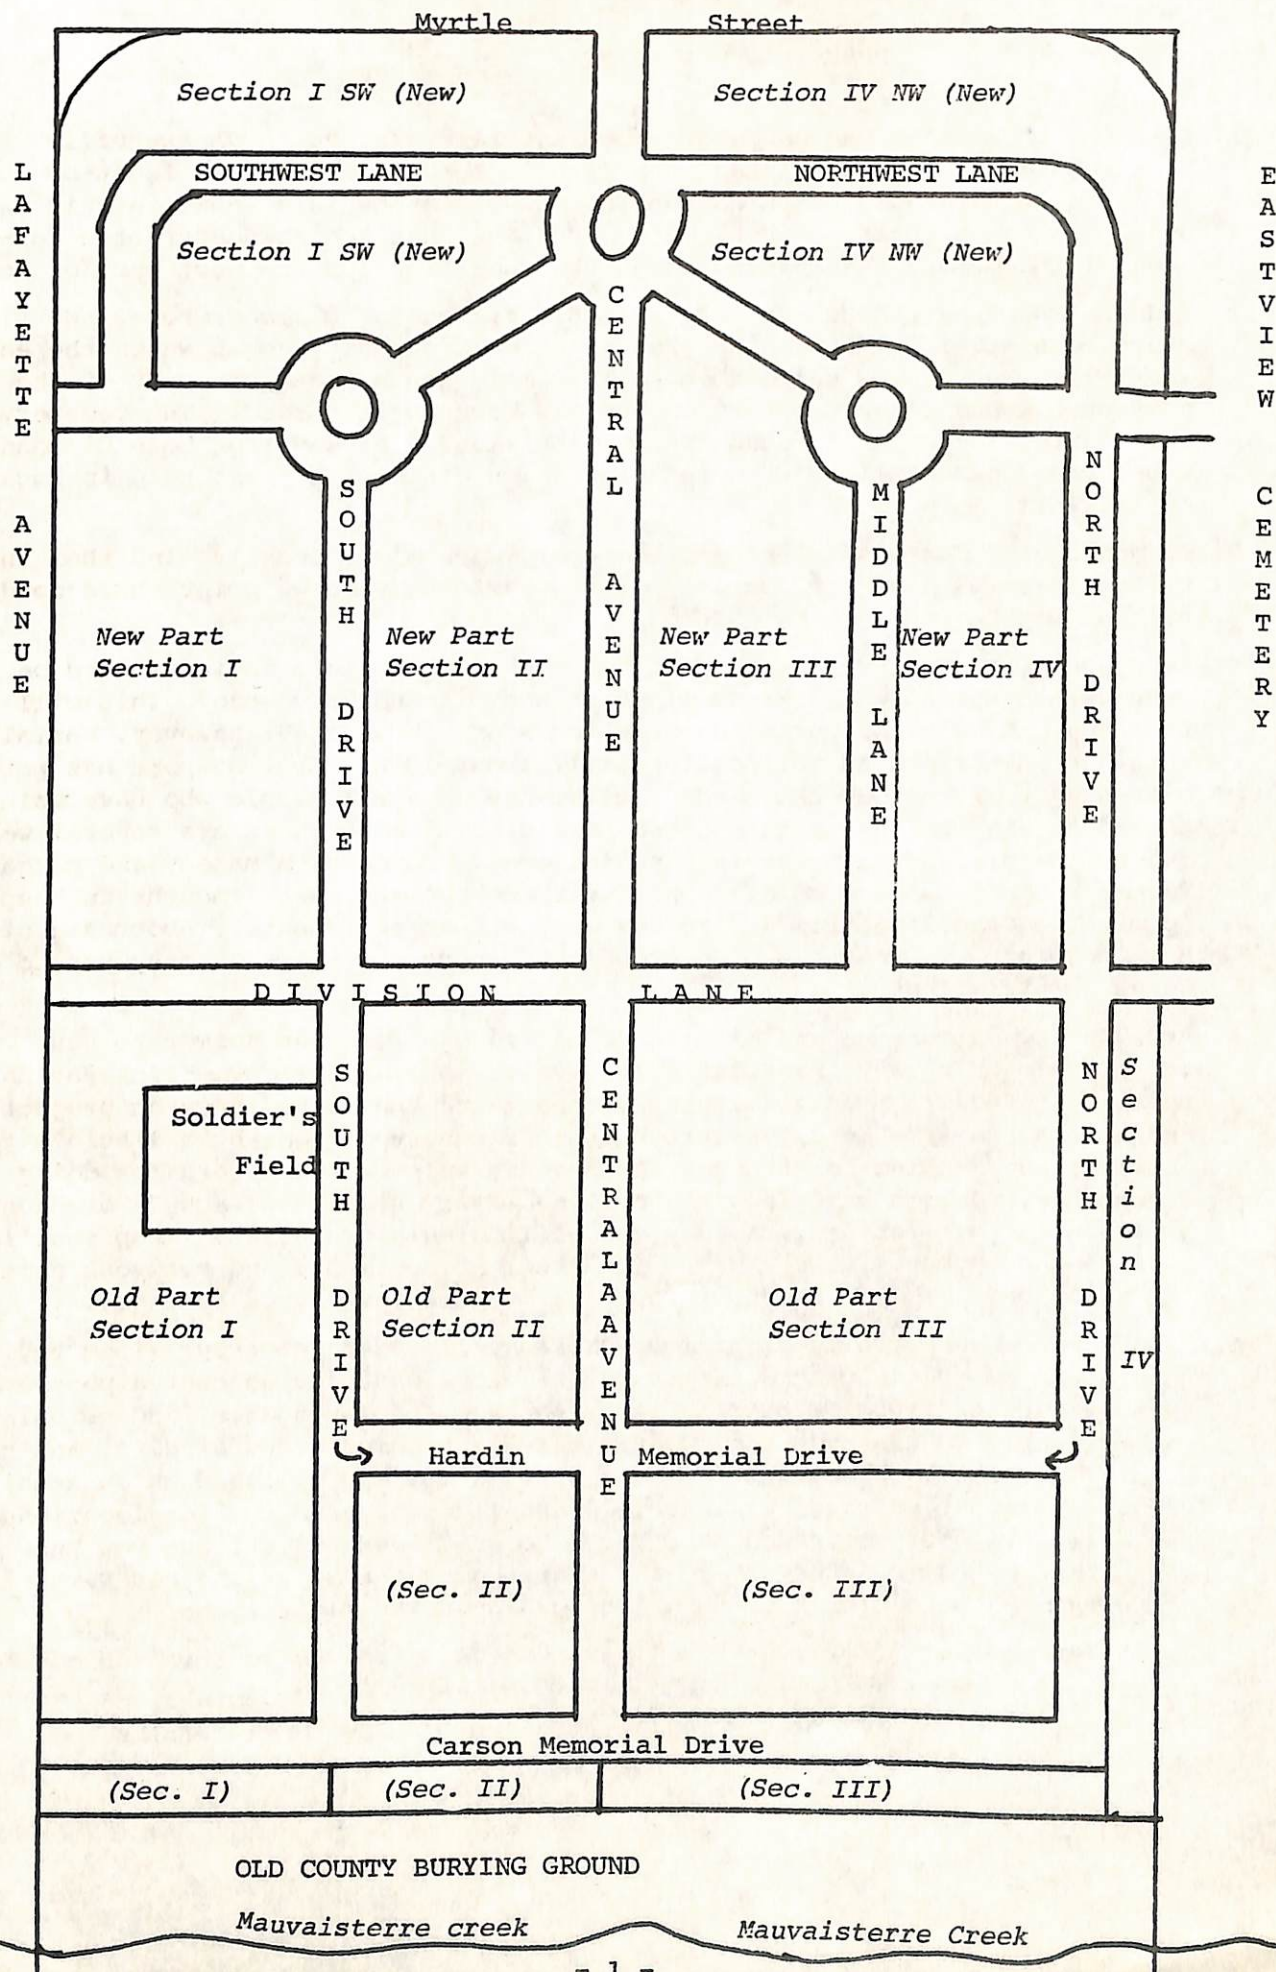 Myrtle Street
Section I SW (New)
Section IV NW (New)
SOUTHWEST LANE
NORTHWEST LANE
Section I SW (New)
Section IV NW (New)
LAFAYETTE AVENUE
EASTVIEW CEMETERY
CENTRAL AVENUE
SOUTH DRIVE
MIDDLE LANE
NORTH DRIVE
New Part
Section I
New Part
Section II
New Part
Section III
New Part
Section IV
DIVISION LANE
Soldier's
Field
SOUTH DRIVE
CENTRALAAVENUE
NORTH DRIVE
Section IV
Old Part
Section I
Old Part
Section II
Old Part
Section III
Hardin Memorial Drive
(Sec. II)
(Sec. III)
Carson Memorial Drive
(Sec. I)
(Sec. II)
(Sec. III)
OLD COUNTY BURYING GROUND
Mauvaisterre creek
Mauvaisterre Creek
- 1 -